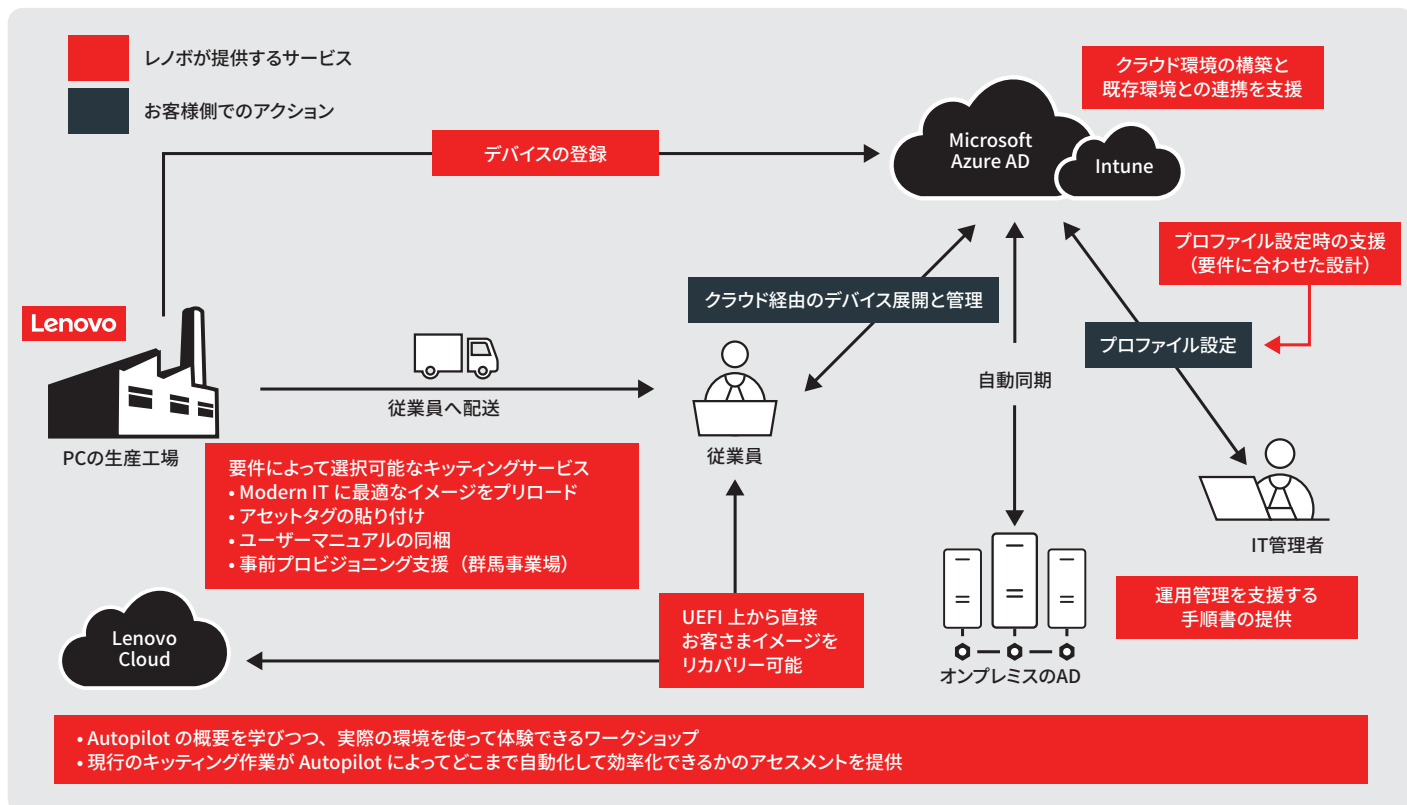 レノボが提供するサービス
お客様側でのアクション
クラウド環境の構築と
既存環境との連携を支援
デバイスの登録
Microsoft
Azure AD
Intune
プロファイル設定時の支援
（要件に合わせた設計）
クラウド経由のデバイス展開と管理
Lenovo
プロファイル設定
自動同期
従業員へ配送
PCの生産工場
従業員
要件によって選択可能なキッティングサービス
• Modern IT に最適なイメージをプリロード
• アセットタグの貼り付け
• ユーザーマニュアルの同梱
• 事前プロビジョニング支援（群馬事業場）
IT管理者
運用管理を支援する
手順書の提供
UEFI 上から直接
お客さまイメージを
リカバリー可能
Lenovo
Cloud
オンプレミスのAD
• Autopilot の概要を学びつつ、実際の環境を使って体験できるワークショップ
• 現行のキッティング作業が Autopilot によってどこまで自動化して効率化できるかのアセスメントを提供